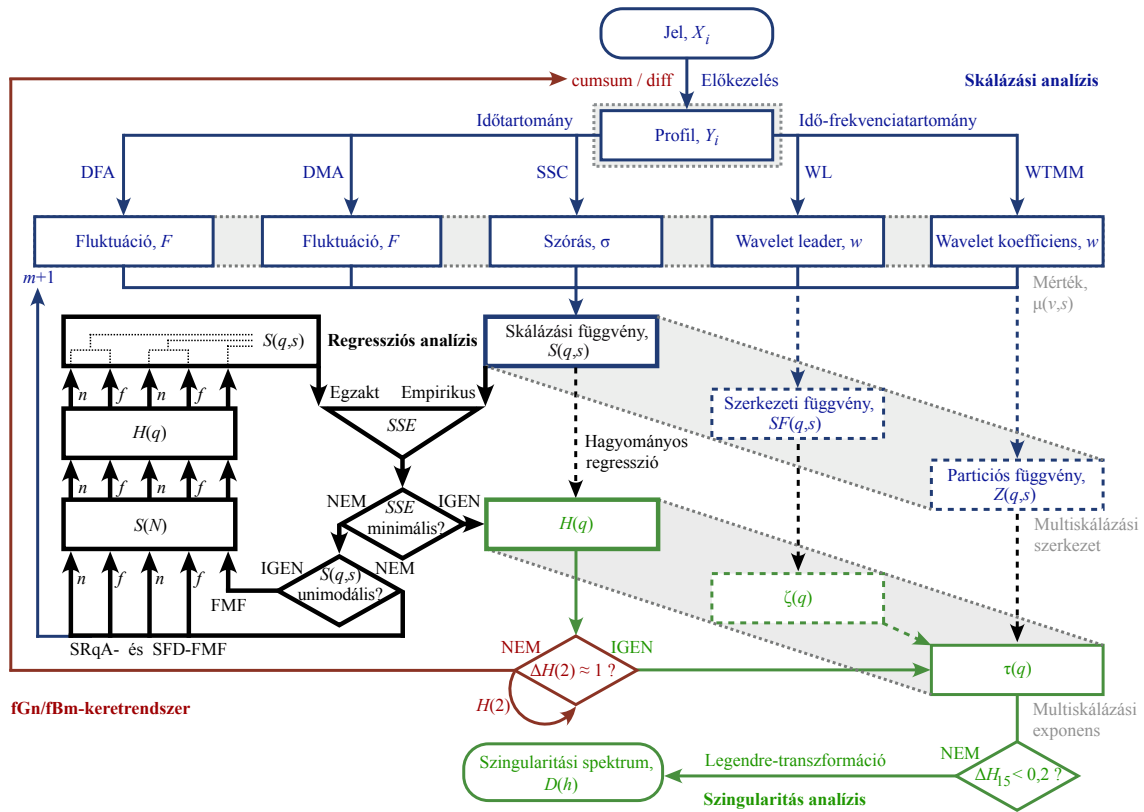 Jel, Xᵢ
cumsum / diff
Előkezelés
Skálázási analízis
Időtartomány
Profil, Yᵢ
Idő-frekvenciatartomány
DFA
DMA
SSC
WL
WTMM
Fluktuáció, F
Fluktuáció, F
Szórás, σ
Wavelet leader, w
Wavelet koefficiens, w
m+1
Mérték,
μ(v,s)
S(q,s)
Regressziós analízis
Skálázási függvény,
S(q,s)
Egzakt
Empirikus
n
f
n
f
SSE
Szerkezeti függvény,
SF(q,s)
H(q)
Hagyományos
regresszió
Particiós függvény,
Z(q,s)
n
f
n
f
NEM
SSE
minimális?
IGEN
S(N)
H(q)
Multiskálázási
szerkezet
IGEN
S(q,s)
unimodális?
NEM
n
f
n
f
FMF
ζ(q)
SRqA- és SFD-FMF
NEM
ΔH(2) ≈ 1 ?
IGEN
τ(q)
H(2)
fGn/fBm-keretrendszer
Multiskálázási
exponens
Szingularitási spektrum,
D(h)
Legendre-transzformáció
NEM
ΔH₁₅ < 0,2 ?
Szingularitás analízis